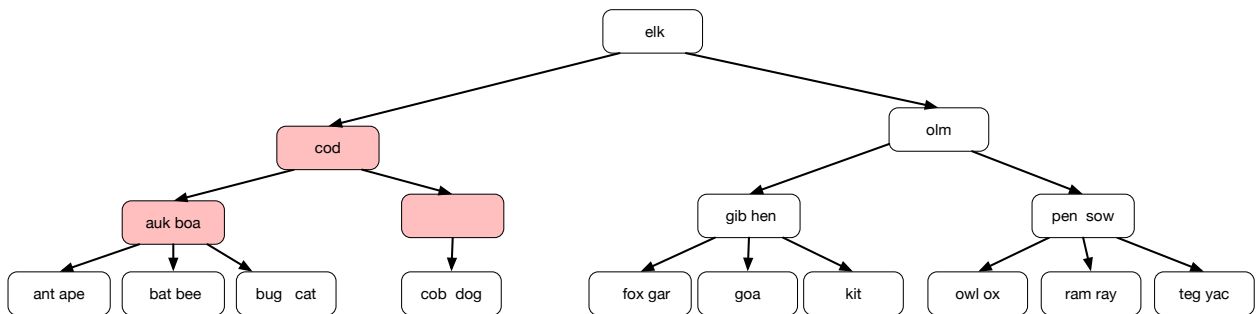 elk
cod
olm
auk boa
gib hen
pen sow
ant ape
bat bee
bug cat
cob dog
fox gar
goa
kit
owl ox
ram ray
teg yac